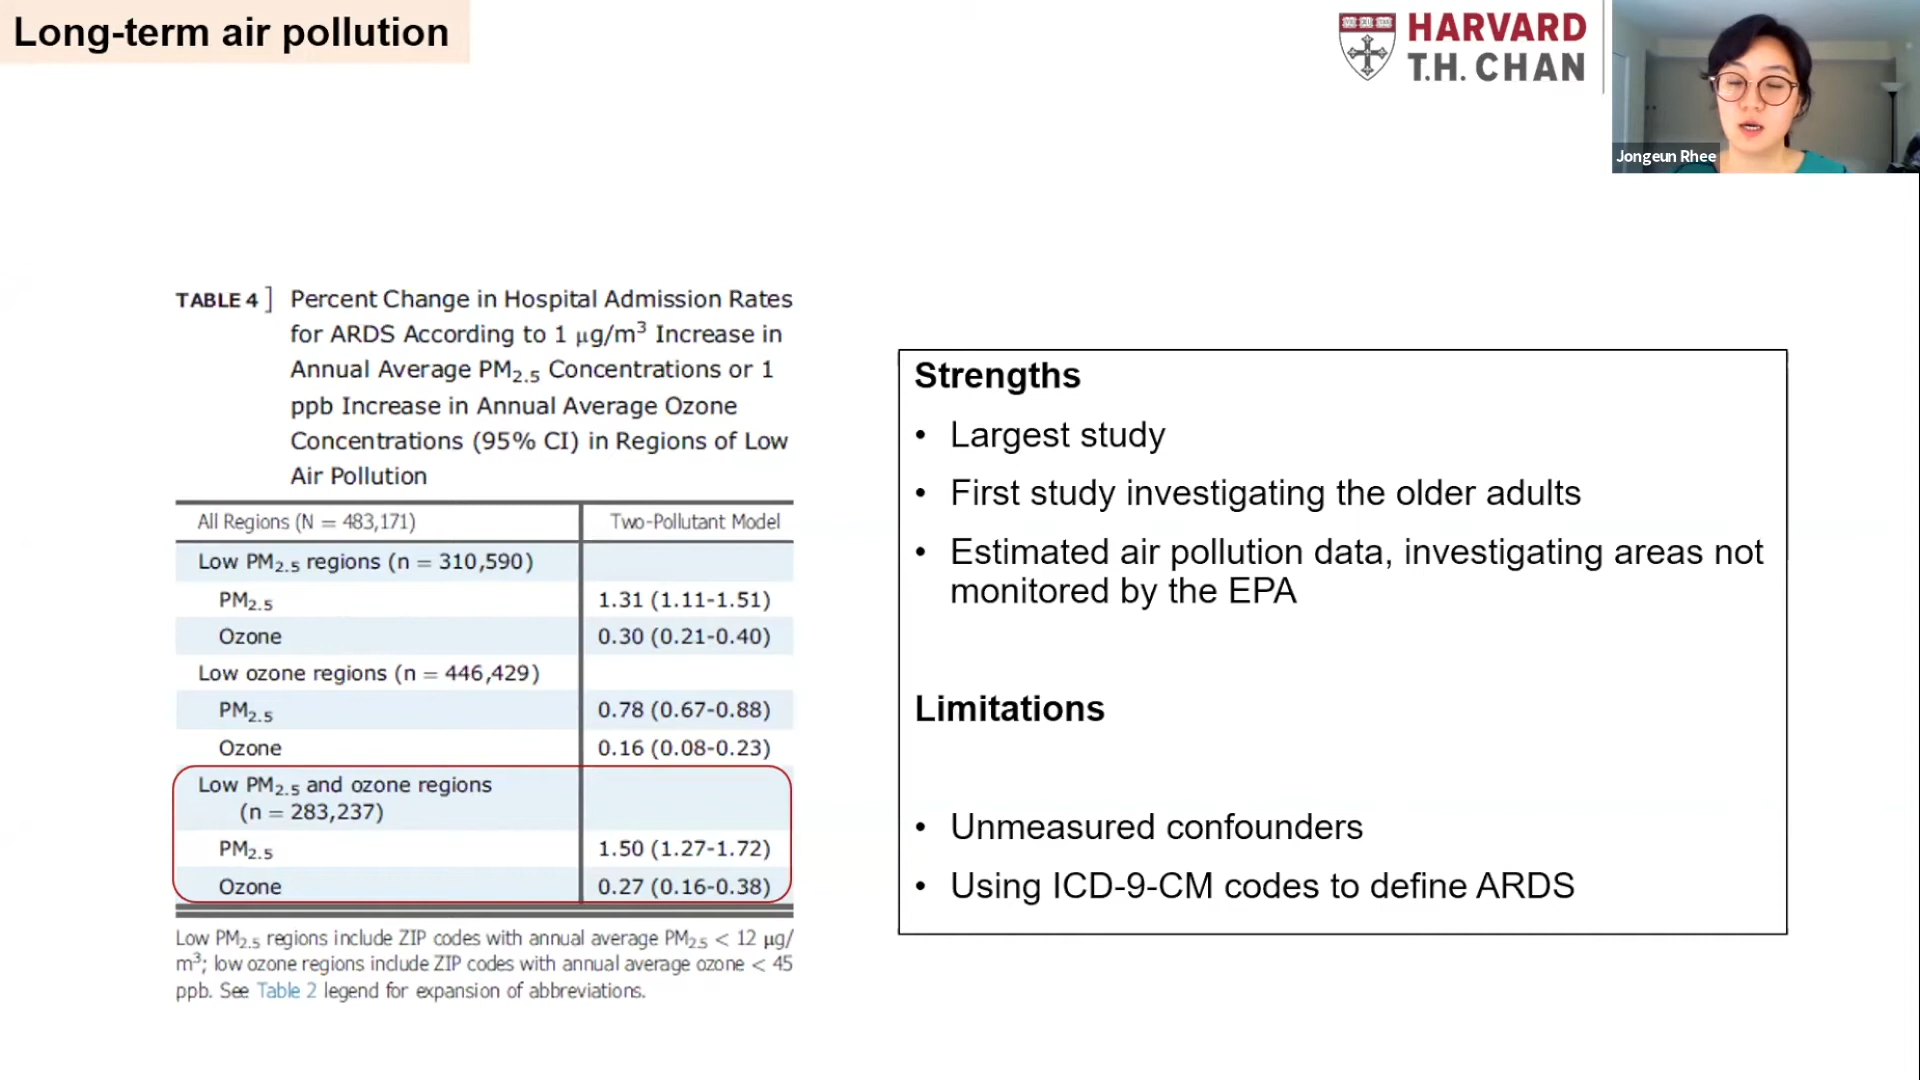 Long-term air pollution
HARVARD
T.H. CHAN
Jongeun Rhee
TABLE 4 ] Percent Change in Hospital Admission Rates
for ARDS According to 1 μg/m³ Increase in
Annual Average PM₂.₅ Concentrations or 1
ppb Increase in Annual Average Ozone
Concentrations (95% CI) in Regions of Low
Air Pollution
All Regions (N = 483,171) Two-Pollutant Model
Low PM₂.₅ regions (n = 310,590)
PM₂.₅ 1.31 (1.11-1.51)
Ozone 0.30 (0.21-0.40)
Low ozone regions (n = 446,429)
PM₂.₅ 0.78 (0.67-0.88)
Ozone 0.16 (0.08-0.23)
Low PM₂.₅ and ozone regions
(n = 283,237)
PM₂.₅ 1.50 (1.27-1.72)
Ozone 0.27 (0.16-0.38)
Low PM₂.₅ regions include ZIP codes with annual average PM₂.₅ < 12 μg/
m³; low ozone regions include ZIP codes with annual average ozone < 45
ppb. See Table 2 legend for expansion of abbreviations.
Strengths
• Largest study
• First study investigating the older adults
• Estimated air pollution data, investigating areas not
monitored by the EPA
Limitations
• Unmeasured confounders
• Using ICD-9-CM codes to define ARDS